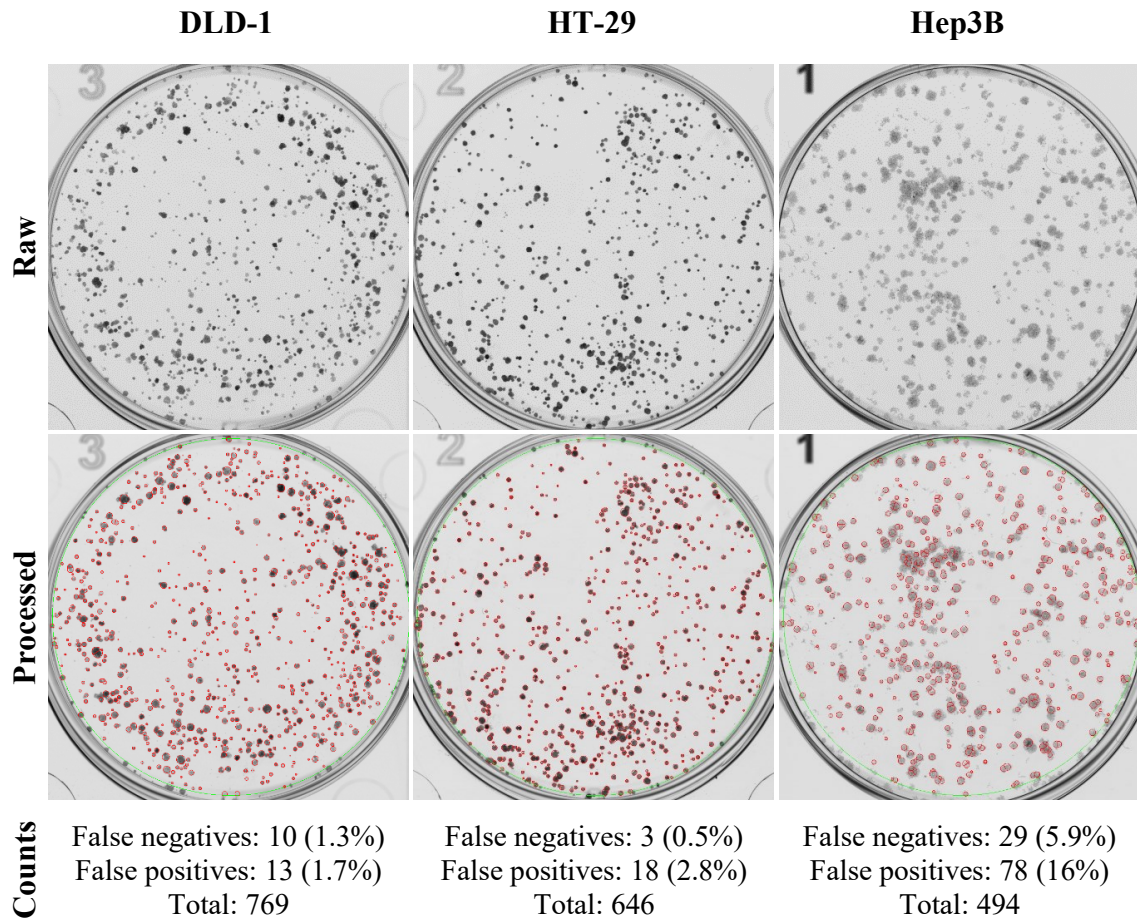 DLD-1 HT-29 Hep3B
Raw
3 2 1
Processed
3 2 1
Counts
False negatives: 10 (1.3%) False negatives: 3 (0.5%) False negatives: 29 (5.9%)
False positives: 13 (1.7%) False positives: 18 (2.8%) False positives: 78 (16%)
Total: 769 Total: 646 Total: 494